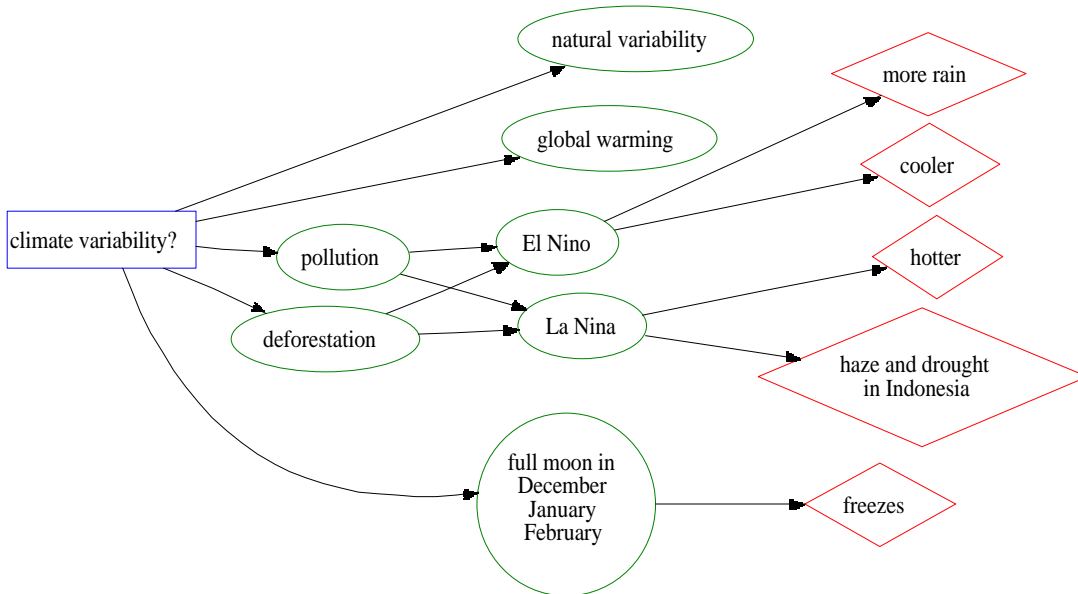 natural variability
more rain
global warming
cooler
climate variability?
pollution
El Nino
hotter
deforestation
La Nina
haze and drought
in Indonesia
full moon in
December
January
February
freezes